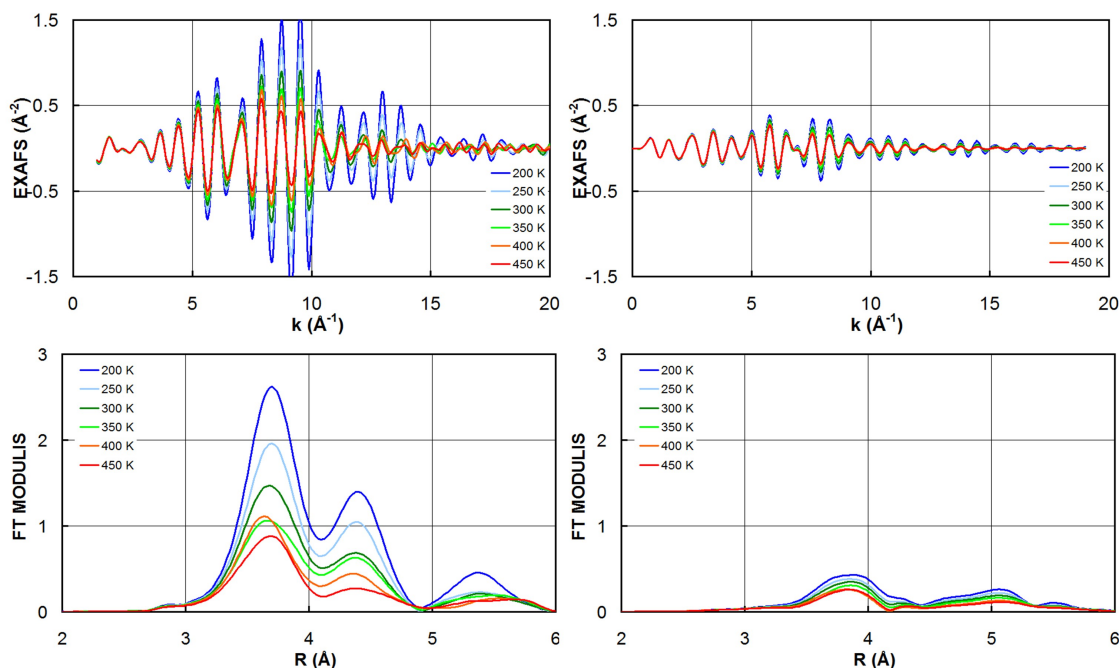 1.5
0.5
-0.5
-1.5
EXAFS (Å-2)
200 K
250 K
300 K
350 K
400 K
450 K
0 5 10 15 20
k (Å-1)
1.5
0.5
-0.5
-1.5
EXAFS (Å-2)
200 K
250 K
300 K
350 K
400 K
450 K
0 5 10 15 20
k (Å-1)
3
2
1
0
FT MODULIS
200 K
250 K
300 K
350 K
400 K
450 K
2 3 4 5 6
R (Å)
3
2
1
0
FT MODULIS
200 K
250 K
300 K
350 K
400 K
450 K
2 3 4 5 6
R (Å)